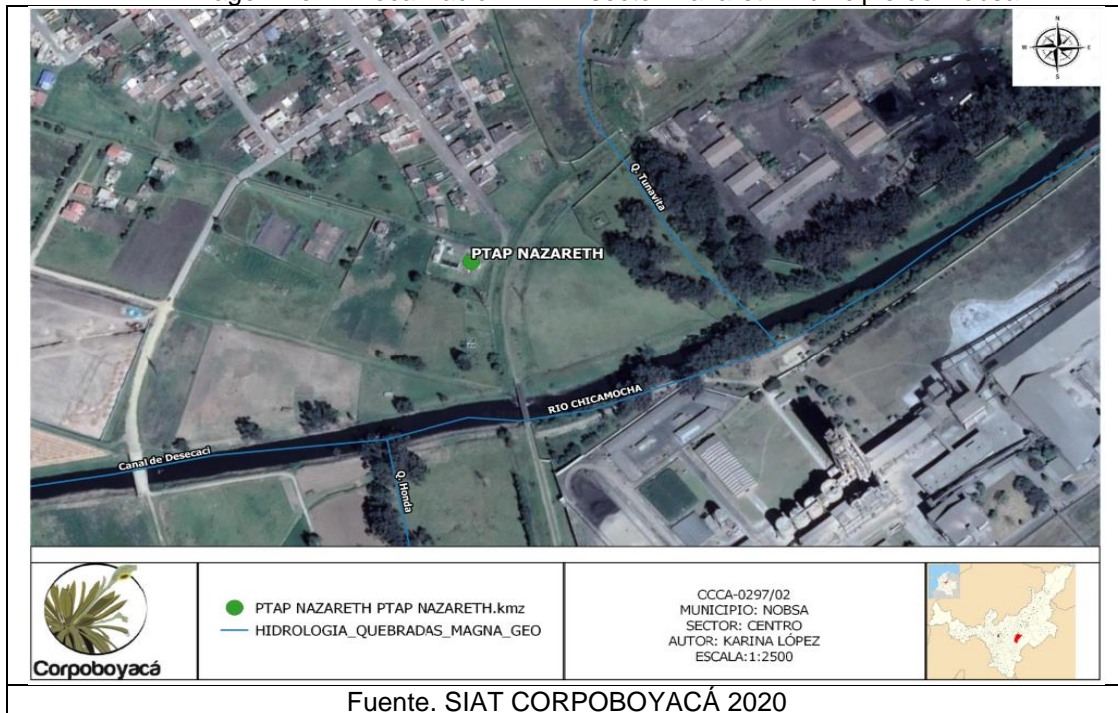 N
W
E
S
Q. Tunavita
PTAP NAZARETH
RIO CHICAMOCHA
Canal de Desecaci
Q. Honda
Corpoboyacá
PTAP NAZARETH PTAP NAZARETH.kmz
HIDROLOGIA_QUEBRADAS_MAGNA_GEO
CCCA-0297/02
MUNICIPIO: NOBSA
SECTOR: CENTRO
AUTOR: KARINA LÓPEZ
ESCALA:1:2500
Fuente. SIAT CORPOBOYACÁ 2020